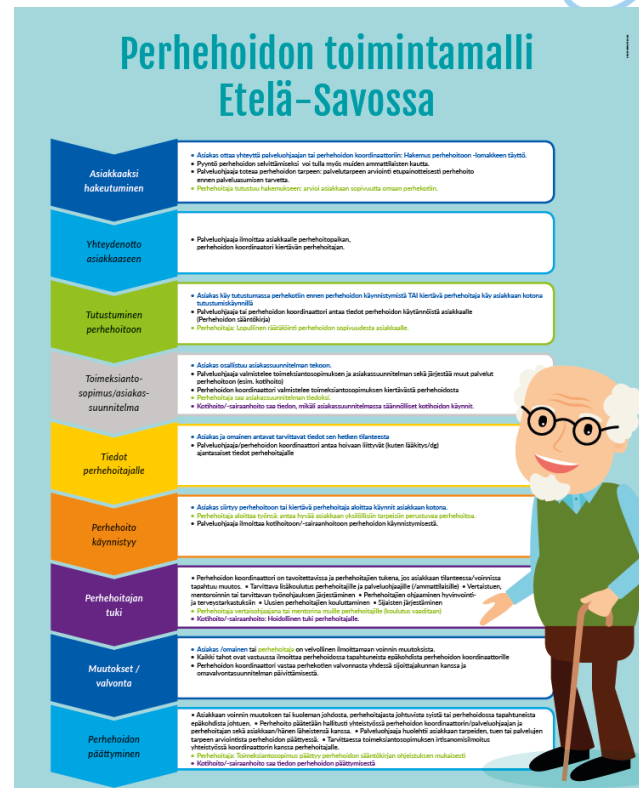 Perhehoidon toimintamalli
Etelä-Savossa
Asiakkaaksi
hakeutuminen
• Asiakas ottaa yhteyttä palveluohjaajan tai perhehoidon koordinaattoriin: Hakemus perhehoitoon -lomakkeen täyttö.
• Pyyntö perhehoidon selvittämiseksi voi tulla myös muiden ammattilaisten kautta.
• Palveluohjaaja toteaa perhehoidon tarpeen: palvelutarpeen arviointi etupainotteisesti perhehoito
ennen palveluasumisen tarvetta.
• Perhehoitaja tutustuu hakemukseen: arvioi asiakkaan sopivuutta omaan perhekotiin.
Yhteydenotto
asiakkaaseen
• Palveluohjaaja ilmoittaa asiakkaalle perhehoitopaikan,
perhehoidon koordinaatori kiertävän perhehoitajan.
Tutustuminen
perhehoitoon
• Asiakas käy tutustumassa perhekotiin ennen perhehoidon käynnistymistä TAI kiertävä perhehoitaja käy asiakkaan kotona
tutustumiskäynnillä
• Palveluohjaaja tai perhehoidon koordinaattori antaa tiedot perhehoidon käytännöistä asiakkaalle
(Perhehoidon sääntökirja)
• Perhehoitaja: Lopullinen räätälöinti perhehoidon sopivuudesta asiakkaalle.
Toimeksianto-
sopimus/asiakas-
suunnitelma
• Asiakas osallistuu asiakassuunnitelman tekoon.
• Palveluohjaaja valmistelee toimeksiantosopimuksen ja asiakassuunnitelman sekä järjestää muut palvelut
perhehoitoon (esim. kotihoito)
• Perhehoidon koordinaattori valmistelee toimeksiantosopimuksen kiertävästä perhehoidosta
• Perhehoitaja saa asiakassuunnitelman tiedoksi.
• Kotihoito/-sairaanhoito saa tiedon, mikäli asiakassuunnitelmassa säännölliset kotihoidon käynnit.
Tiedot
perhehoitajalle
• Asiakas ja omainen antavat tarvittavat tiedot sen hetken tilanteesta
• Palveluohjaaja/perhehoidon koordinaattori antaa hoivaan liittyvät (kuten lääkitys/dg)
ajantasaiset tiedot perhehoitajalle
Perhehoito
käynnistyy
• Asiakas siirtyy perhehoitoon tai kiertävä perhehoitaja aloittaa käynnit asiakkaan kotona.
• Perhehoitaja aloittaa työnsä: antaa hyvää asiakkaan yksilöllisiin tarpeisiin perustuvaa perhehoitoa.
• Palveluohjaaja ilmoittaa kotihoitoon/-sairaanhoitoon perhehoidon käynnistymisestä.
Perhehoitajan
tuki
• Perhehoidon koordinaattori on tavoitettavissa ja perhehoitajien tukena, jos asiakkaan tilanteessa/voinnissa
tapahtuu muutos. • Tarvittava lisäkoulutus perhehoitajille ja palveluohjaajille (/ammattilaisille) • Vertaistuen,
mentoroinnin tai tarvittavan työnohjauksen järjestäminen • Perhehoitajien ohjaaminen hyvinvointi-
ja terveystarkastuksiin • Uusien perhehoitajien kouluttaminen • Sijaisten järjestäminen
• Perhehoitaja vertaisohjaajana tai mentorina muille perhehoitajille (koulutus vaaditaan)
• Kotihoito/-sairaanhoito: Hoidollinen tuki perhehoitajalle.
Muutokset /
valvonta
• Asiakas /omainen tai perhehoitaja on velvollinen ilmoittamaan voinnin muutoksista.
• Kaikki tahot ovat vastuussa ilmoittaa perhehoidossa tapahtuneista epäkohdista perhehoidon koordinaattorille
• Perhehoidon koordinaattori vastaa perhekotien valvonnasta yhdessä sijoittajakunnan kanssa ja
omavalvontasuunnitelman päivittämisestä.
Perhehoidon
päättyminen
• Asiakkaan voinnin muutoksen tai kuoleman johdosta, perhehoitajasta johtuvista syistä tai perhehoidossa tapahtuneista
epäkohdista johtuen. • Perhehoito päätetään hallitusti yhteistyössä perhehoidon koordinaattorin/palveluohjaajan ja
perhehoitajan sekä asiakkaan/hänen läheistensä kanssa. • Palveluohjaaja huolehtii asiakkaan tarpeiden, tuen tai palvelujen
tarpeen arvioinnista perhehoidon päättyessä. • Tarvittaessa toimeksiantosopimuksen irtisanomisilmoitus
yhteistyössä koordinaattorin kanssa perhehoitajalle.
• Perhehoitaja: Toimeksiantosopimus päättyy perhehoidon sääntökirjan ohjeistuksen mukaisesti
• Kotihoito/-sairaanhoito saa tiedon perhehoidon päättymisestä